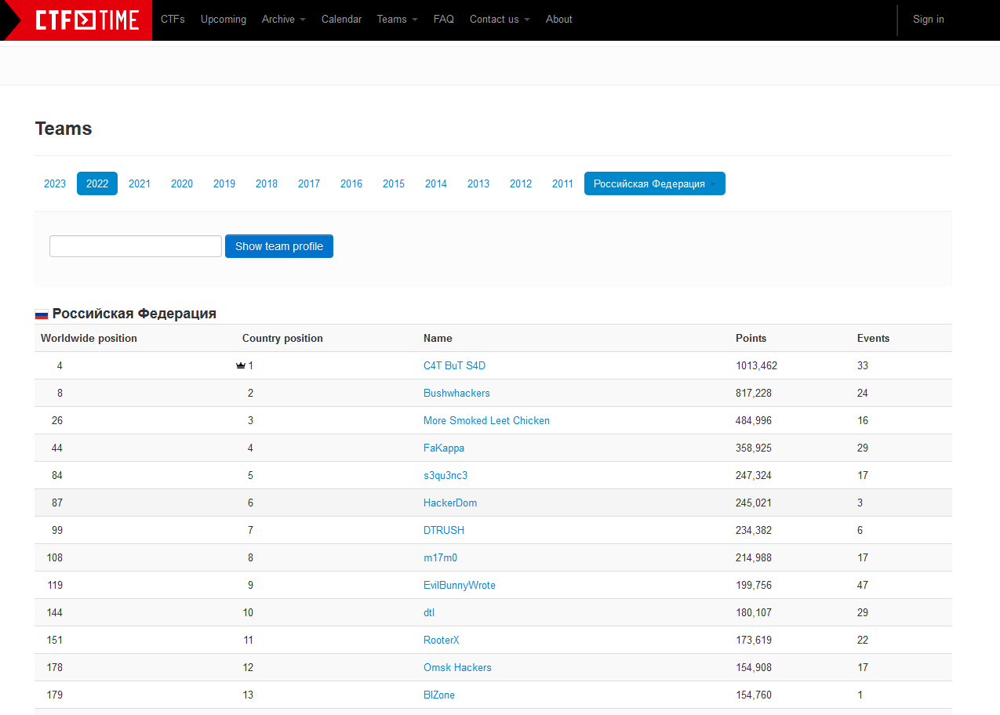 CTF TIME CTFs Upcoming Archive Calendar Teams FAQ Contact us About Sign in
Teams
2023 2022 2021 2020 2019 2018 2017 2016 2015 2014 2013 2012 2011 Российская Федерация
Show team profile
Российская Федерация
Worldwide position Country position Name Points Events
4 1 C4T BuT S4D 1013,462 33
8 2 Bushwhackers 817,228 24
26 3 More Smoked Leet Chicken 484,996 16
44 4 FaKappa 358,925 29
84 5 s3qu3nc3 247,324 17
87 6 HackerDom 245,021 3
99 7 DTRUSH 234,382 6
108 8 m17m0 214,988 17
119 9 EvilBunnyWrote 199,756 47
144 10 dtl 180,107 29
151 11 RooterX 173,619 22
178 12 Omsk Hackers 154,908 17
179 13 BIZone 154,760 1